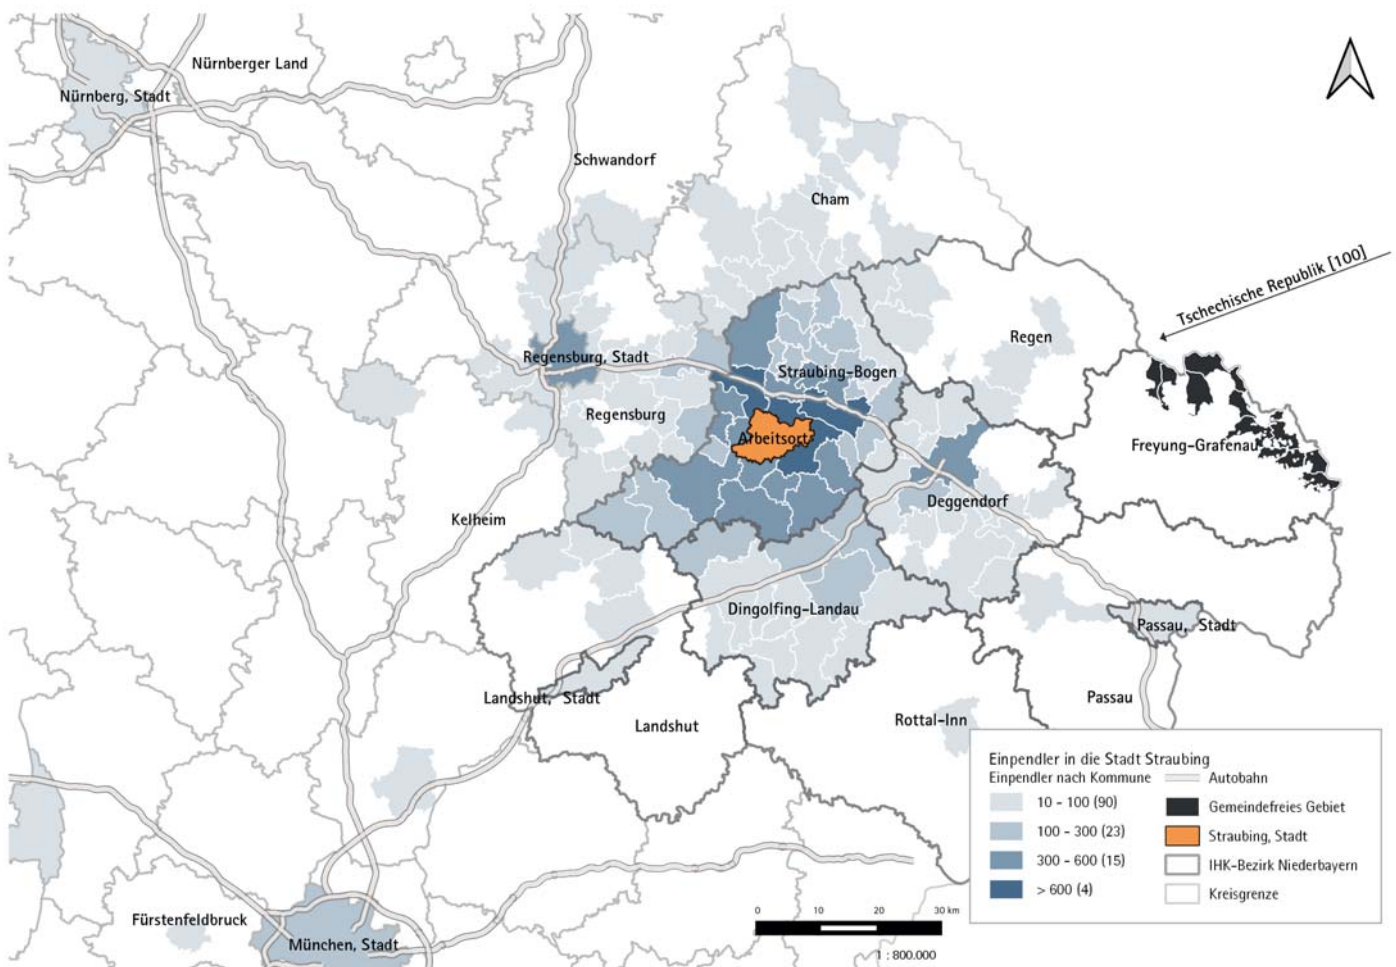 Nürnberger Land
Nürnberg, Stadt
Schwandorf
Cham
Tschechische Republik [100]
Regen
Regensburg, Stadt
Straubing-Bogen
Regensburg
Arbeitsort
Freyung-Grafenau
Deggendorf
Kelheim
Dingolfing-Landau
Passau, Stadt
Landshut, Stadt
Passau
Landshut
Rottal-Inn
Fürstenfeldbruck
München, Stadt
Einpendler in die Stadt Straubing
Einpendler nach Kommune
10 - 100 (90)
100 - 300 (23)
300 - 600 (15)
> 600 (4)
Autobahn
Gemeindefreies Gebiet
Straubing, Stadt
IHK-Bezirk Niederbayern
Kreisgrenze
0 10 20 30 km
1 : 800.000